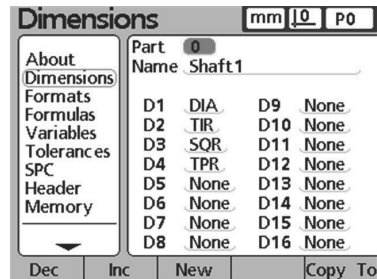 Dimensions mm 0 P0
About
Dimensions
Formats
Formulas
Variables
Tolerances
SPC
Header
Memory
Part 0
Name Shaft1
D1 DIA D9 None
D2 TIR D10 None
D3 SQR D11 None
D4 TPR D12 None
D5 None D13 None
D6 None D14 None
D7 None D15 None
D8 None D16 None
Dec Inc New Copy To